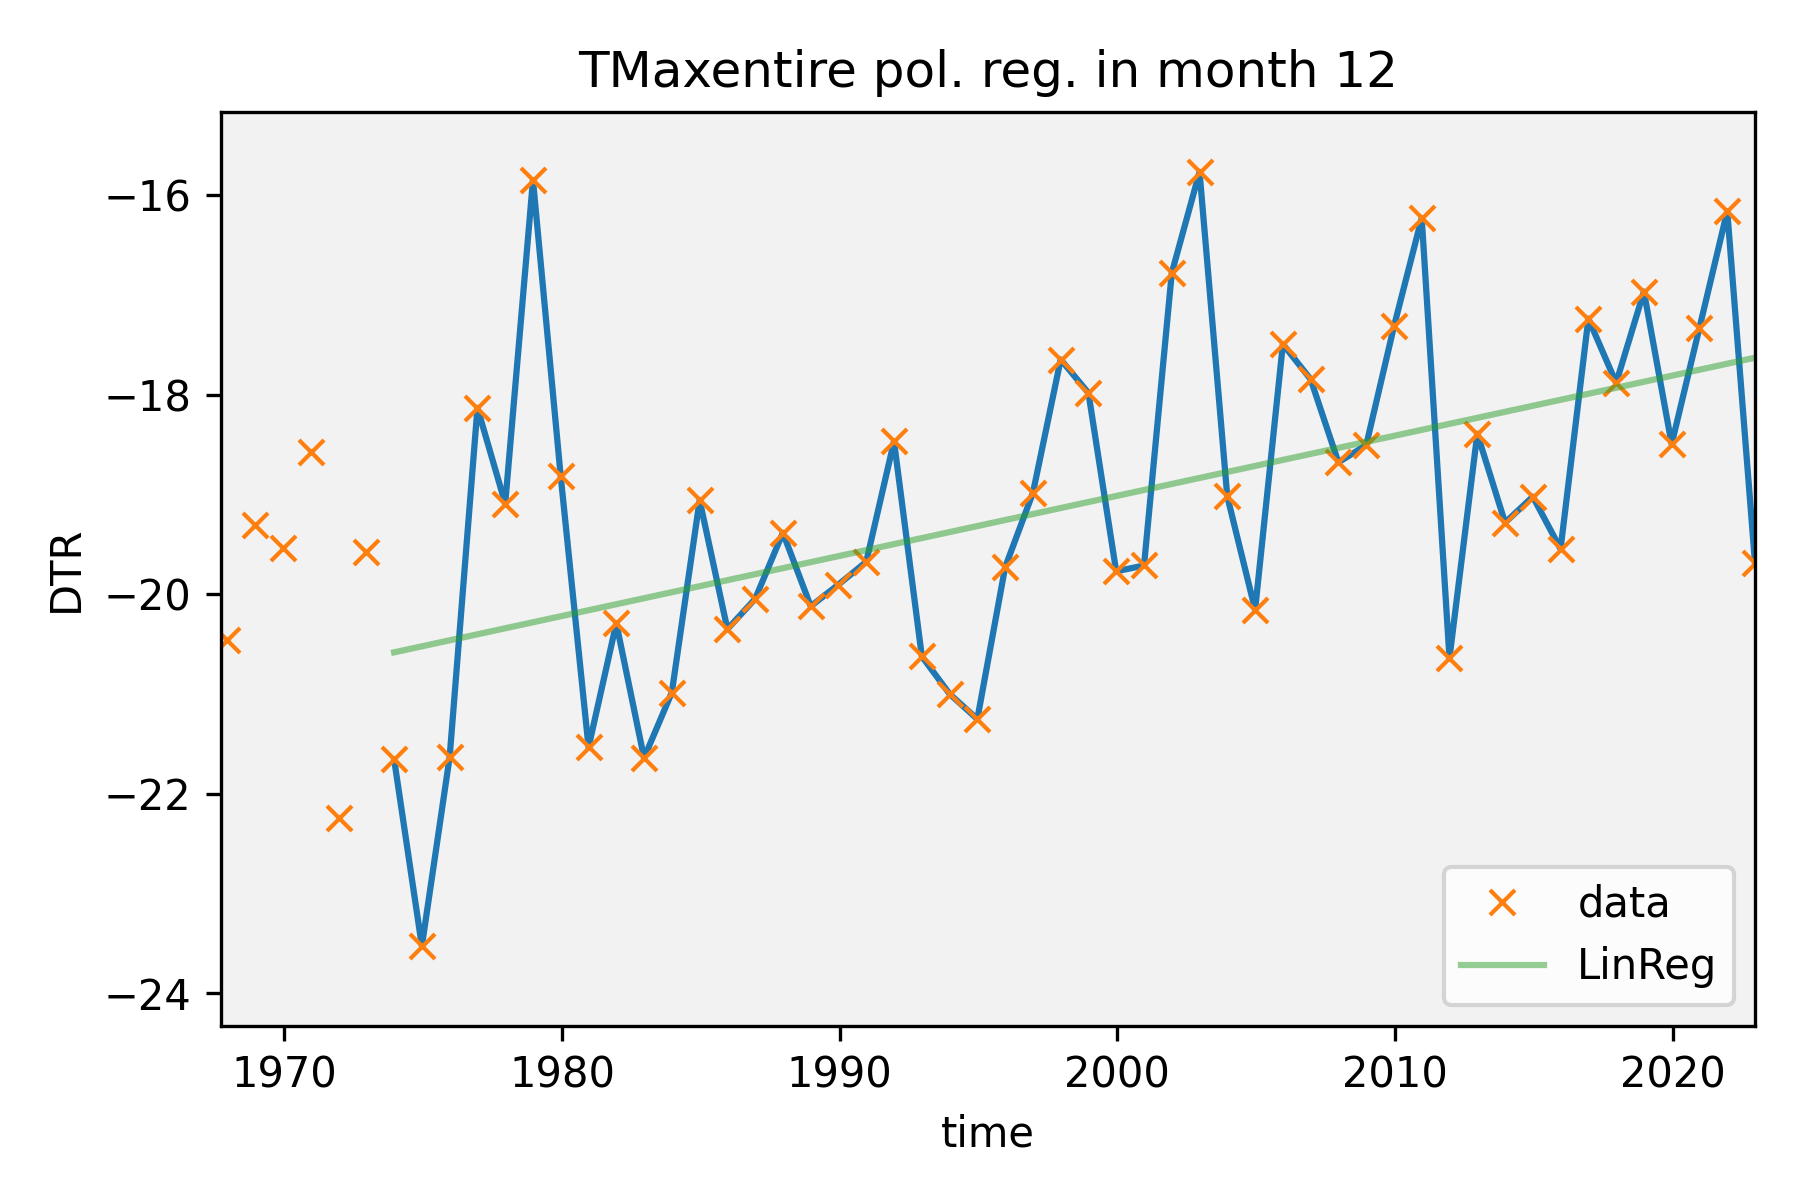 TMaxentire pol. reg. in month 12
−16
−18
−20
−22
−24
DTR
1970 1980 1990 2000 2010 2020
time
data
LinReg